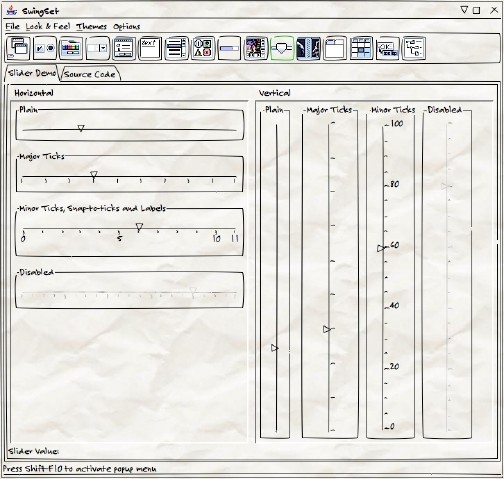 SwingSet
File Look & Feel Themes Options
Slider Demo Source Code
Horizontal
Plain
Major Ticks
Minor Ticks, Snap-to-ticks and Labels
0 5 10 11
Disabled
Vertical
Plain Major Ticks Minor Ticks Disabled
100
80
60
40
20
0
Slider Value:
Press Shift-F10 to activate popup menu